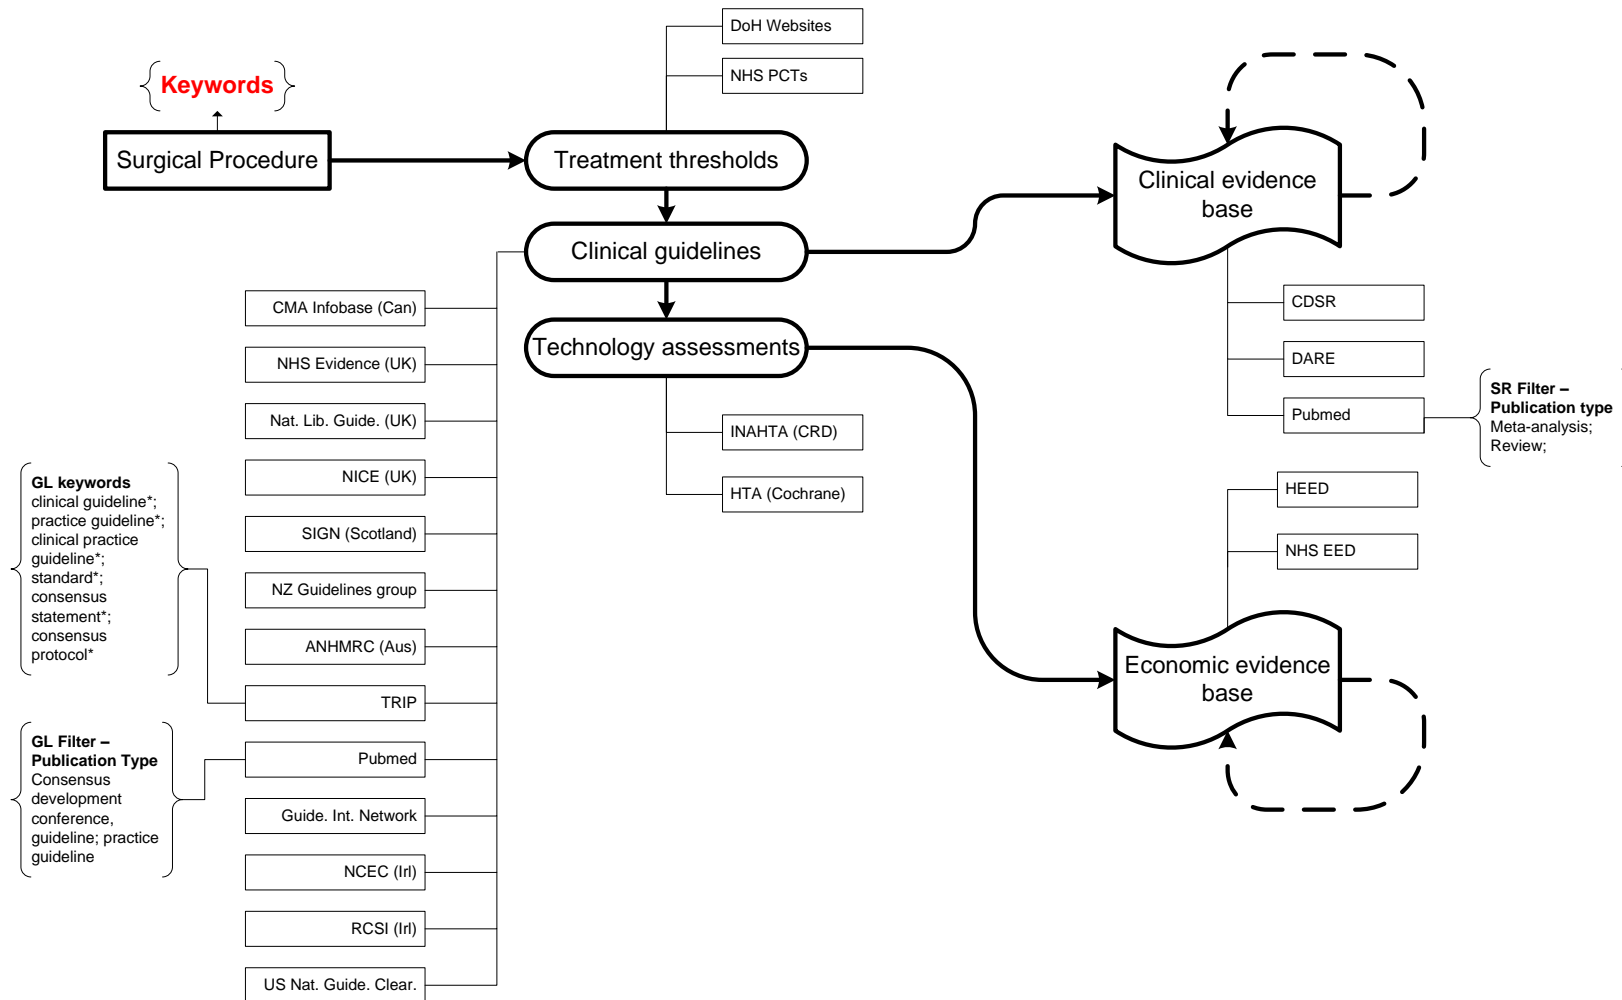 DoH Websites
NHS PCTs
Keywords
Surgical Procedure
Treatment thresholds
Clinical guidelines
Technology assessments
Clinical evidence
base
CMA Infobase (Can)
NHS Evidence (UK)
Nat. Lib. Guide. (UK)
NICE (UK)
SIGN (Scotland)
NZ Guidelines group
ANHMRC (Aus)
TRIP
Pubmed
Guide. Int. Network
NCEC (Irl)
RCSI (Irl)
US Nat. Guide. Clear.
GL keywords
clinical guideline*;
practice guideline*;
clinical practice
guideline*;
standard*;
consensus
statement*;
consensus
protocol*
GL Filter –
Publication Type
Consensus
development
conference,
guideline; practice
guideline
INAHTA (CRD)
HTA (Cochrane)
CDSR
DARE
Pubmed
SR Filter –
Publication type
Meta-analysis;
Review;
HEED
NHS EED
Economic evidence
base